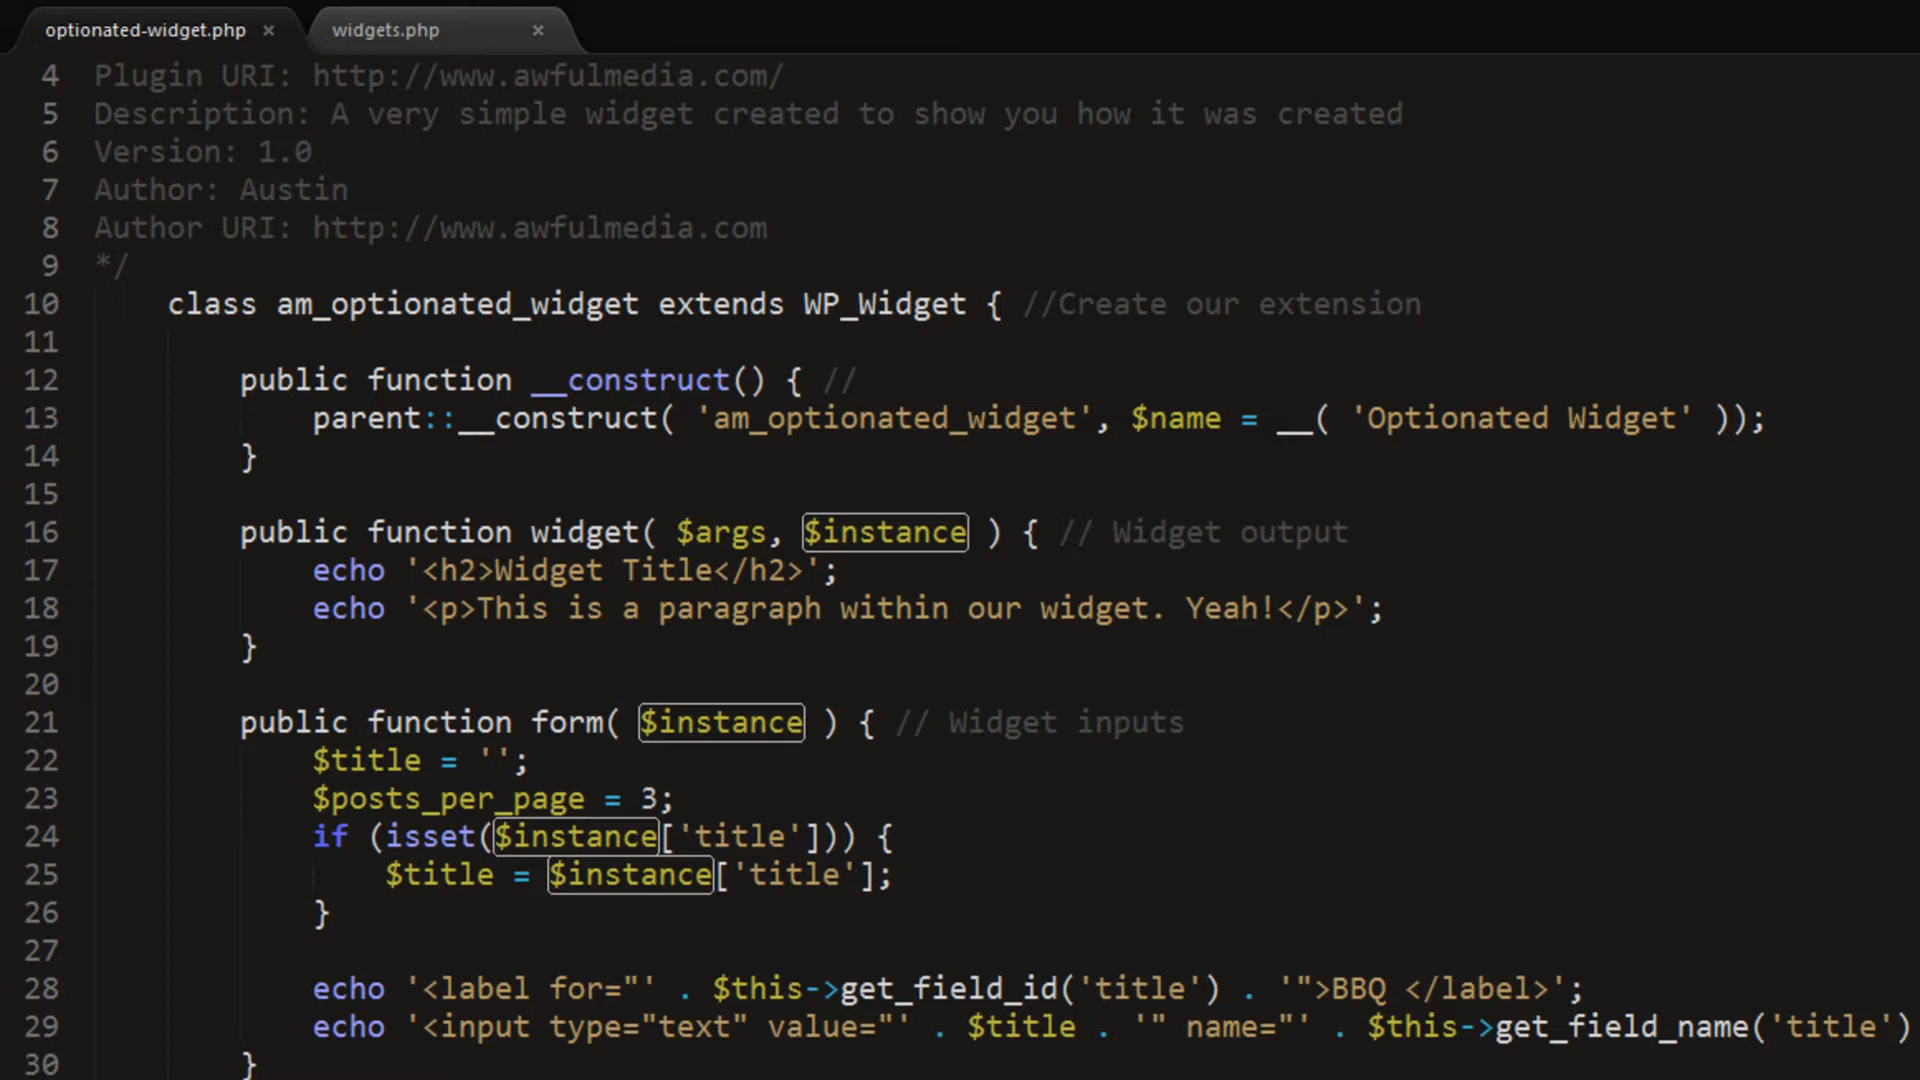 optionated-widget.php × widgets.php ×
4 Plugin URI: http://www.awfulmedia.com/
5 Description: A very simple widget created to show you how it was created
6 Version: 1.0
7 Author: Austin
8 Author URI: http://www.awfulmedia.com
9 */
10 class am_optionated_widget extends WP_Widget { //Create our extension
11
12 public function __construct() { //
13 parent::__construct( 'am_optionated_widget', $name = __( 'Optionated Widget' ));
14 }
15
16 public function widget( $args, $instance ) { // Widget output
17 echo '<h2>Widget Title</h2>';
18 echo '<p>This is a paragraph within our widget. Yeah!</p>';
19 }
20
21 public function form( $instance ) { // Widget inputs
22 $title = '';
23 $posts_per_page = 3;
24 if (isset($instance['title'])) {
25 $title = $instance['title'];
26 }
27
28 echo '<label for="' . $this->get_field_id('title') . '">BBQ </label>';
29 echo '<input type="text" value="' . $title . '" name="' . $this->get_field_name('title')
30 }